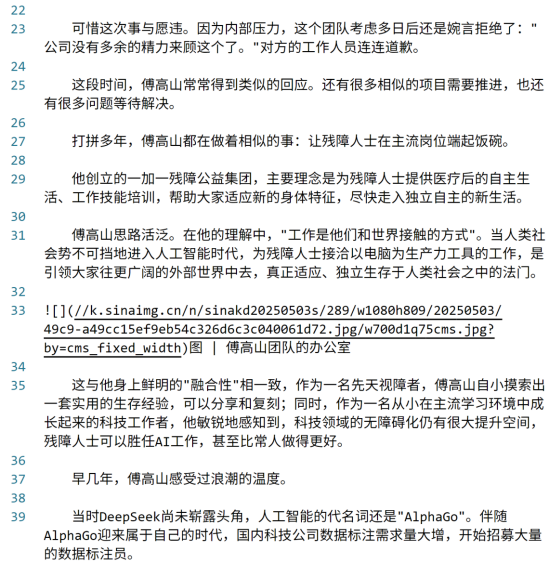 22
23 可惜这次事与愿违。因为内部压力，这个团队考虑多日后还是婉言拒绝了："
公司没有多余的精力来顾这个了。"对方的工作人员连连道歉。
24
25 这段时间，傅高山常常得到类似的回应。还有很多相似的项目需要推进，也还
有很多问题等待解决。
26
27 打拼多年，傅高山都在做着相似的事：让残障人士在主流岗位端起饭碗。
28
29 他创立的一加一残障公益集团，主要理念是为残障人士提供医疗后的自主生
活、工作技能培训，帮助大家适应新的身体特征，尽快走入独立自主的新生活。
30
31 傅高山思路活泛。在他的理解中，"工作是他们和世界接触的方式"。当人类社
会势不可挡地进入人工智能时代，为残障人士接洽以电脑为生产力工具的工作，是
引领大家往更广阔的外部世界中去，真正适应、独立生存于人类社会之中的法门。
32
33 ![](//k.sinaimg.cn/n/sinakd20250503s/289/w1080h809/20250503/
49c9-a49cc15ef9eb54c326d6c3c040061d72.jpg/w700d1q75cms.jpg?
by=cms_fixed_width)图 | 傅高山团队的办公室
34
35 这与他身上鲜明的"融合性"相一致，作为一名先天视障者，傅高山自小摸索出
一套实用的生存经验，可以分享和复刻；同时，作为一名从小在主流学习环境中成
长起来的科技工作者，他敏锐地感知到，科技领域的无障碍化仍有很大提升空间，
残障人士可以胜任AI工作，甚至比常人做得更好。
36
37 早几年，傅高山感受过浪潮的温度。
38
39 当时DeepSeek尚未崭露头角，人工智能的代名词还是"AlphaGo"。伴随
AlphaGo迎来属于自己的时代，国内科技公司数据标注需求量大增，开始招募大量
的数据标注员。